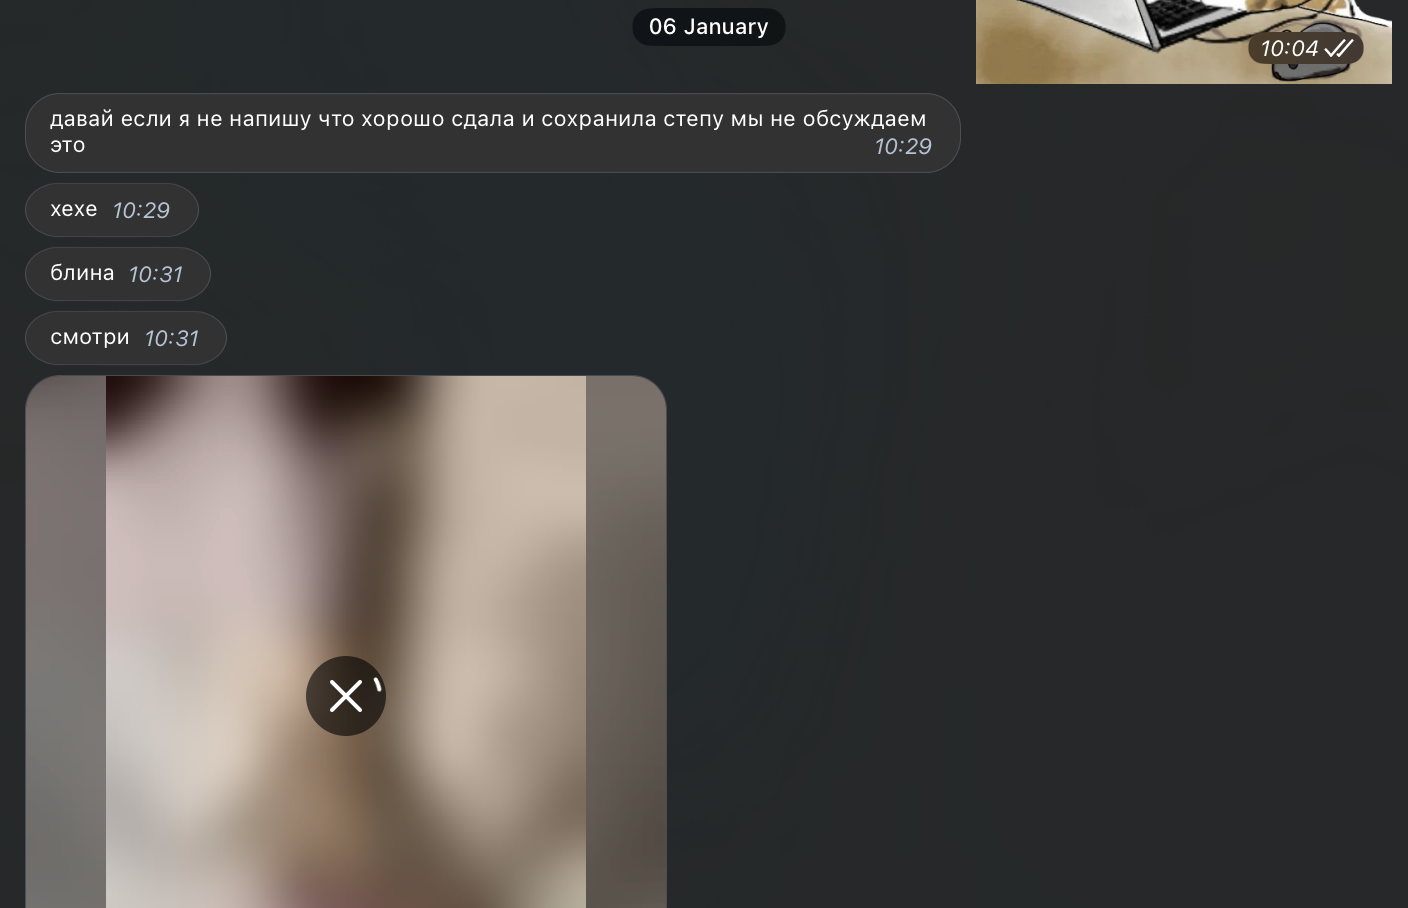 06 January
10:04
давай если я не напишу что хорошо сдала и сохранила степу мы не обсуждаем
это 10:29
хехе 10:29
блина 10:31
смотри 10:31